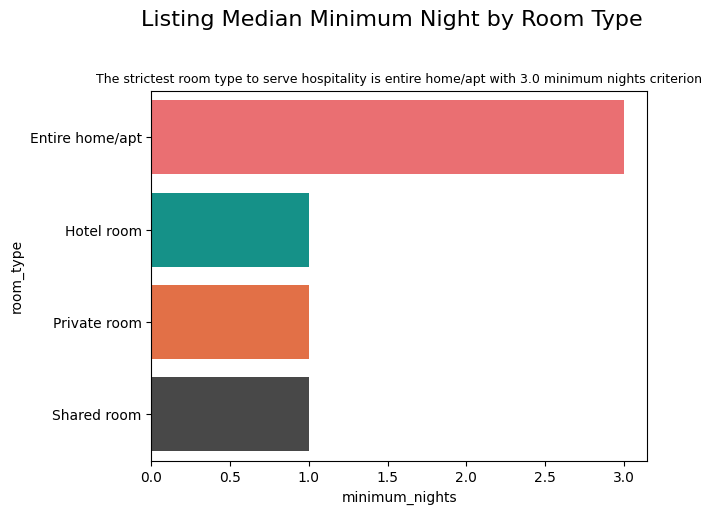 Listing Median Minimum Night by Room Type
The strictest room type to serve hospitality is entire home/apt with 3.0 minimum nights criterion
room_type
Entire home/apt
Hotel room
Private room
Shared room
0.0 0.5 1.0 1.5 2.0 2.5 3.0
minimum_nights